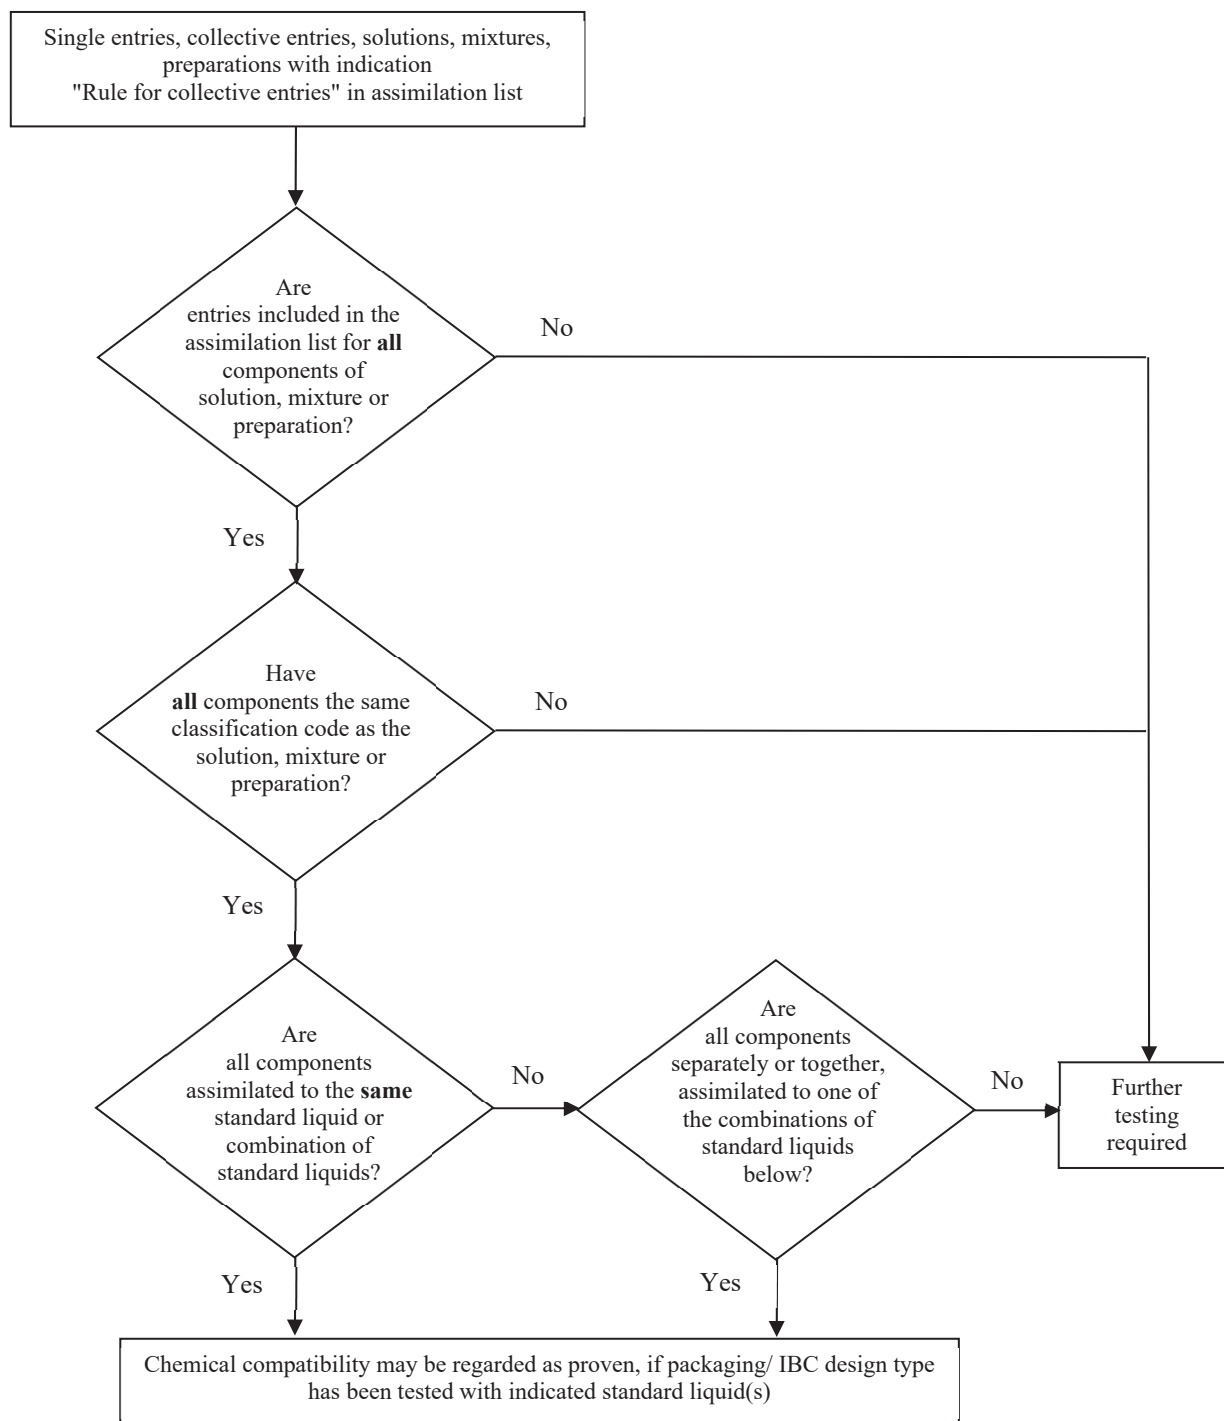 Single entries, collective entries, solutions, mixtures,
preparations with indication
"Rule for collective entries" in assimilation list
Are
entries included in the
assimilation list for all
components of
solution, mixture or
preparation?
No
Yes
Have
all components the same
classification code as the
solution, mixture or
preparation?
No
Yes
Are
all components
assimilated to the same
standard liquid or
combination of
standard liquids?
No
Are
all components
separately or together,
assimilated to one of
the combinations of
standard liquids
below?
No
Further
testing
required
Yes
Yes
Chemical compatibility may be regarded as proven, if packaging/ IBC design type
has been tested with indicated standard liquid(s)